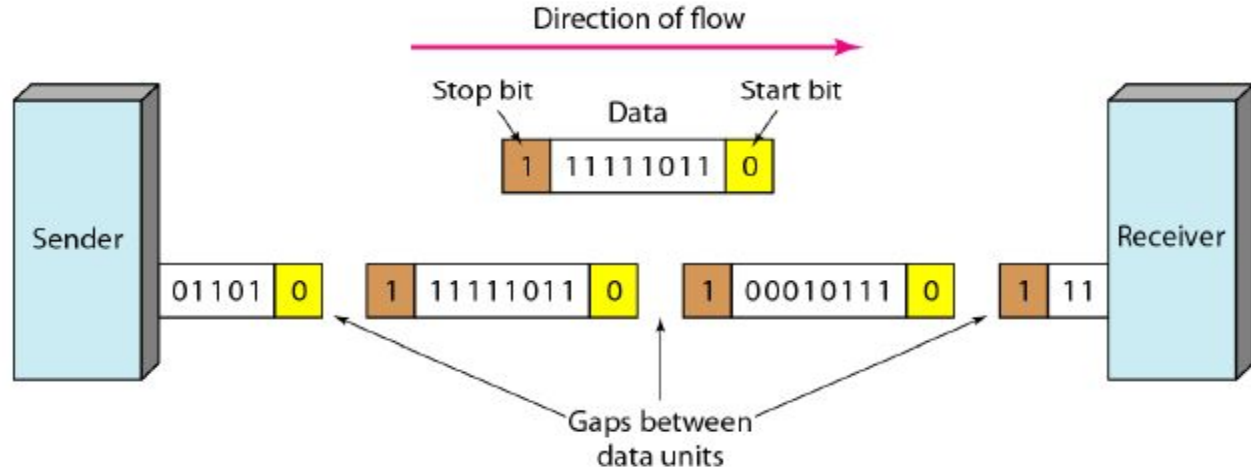 Direction of flow
Stop bit
Start bit
Data
1 11111011 0
Sender
Receiver
01101 0
1 11111011 0
1 00010111 0
1 11
Gaps between
data units